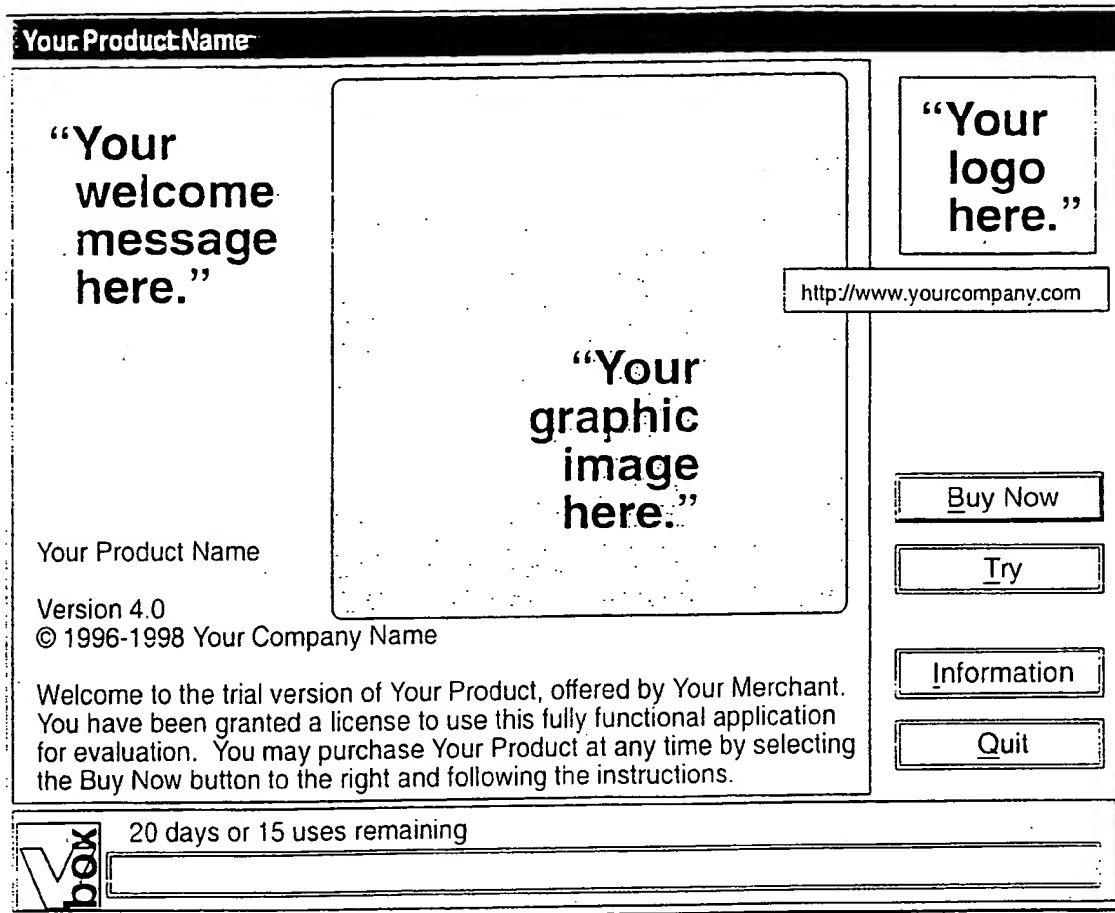 Your Product Name
“Your
welcome
message
here.”
“Your
logo
here.”
http://www.yourcompany.com
“Your
graphic
image
here.”
Buy Now
Try
Information
Quit
Your Product Name
Version 4.0
© 1996-1998 Your Company Name
Welcome to the trial version of Your Product, offered by Your Merchant.
You have been granted a license to use this fully functional application
for evaluation. You may purchase Your Product at any time by selecting
the Buy Now button to the right and following the instructions.
20 days or 15 uses remaining
V box